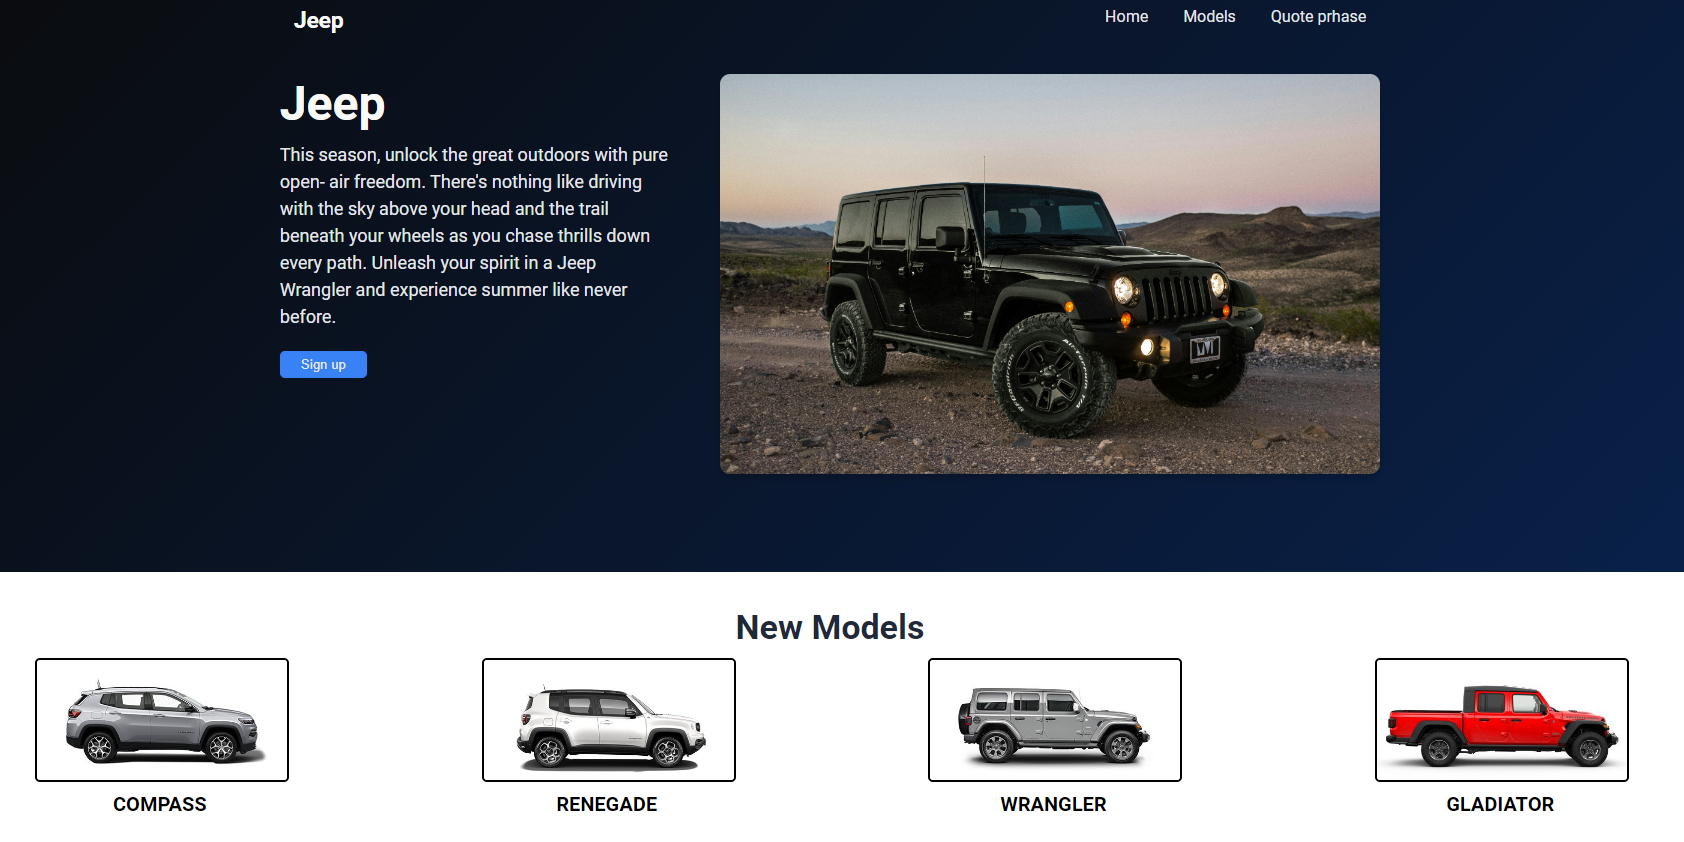 Jeep
Home Models Quote prhase
Jeep
This season, unlock the great outdoors with pure
open- air freedom. There's nothing like driving
with the sky above your head and the trail
beneath your wheels as you chase thrills down
every path. Unleash your spirit in a Jeep
Wrangler and experience summer like never
before.
Sign up
New Models
COMPASS
RENEGADE
WRANGLER
GLADIATOR